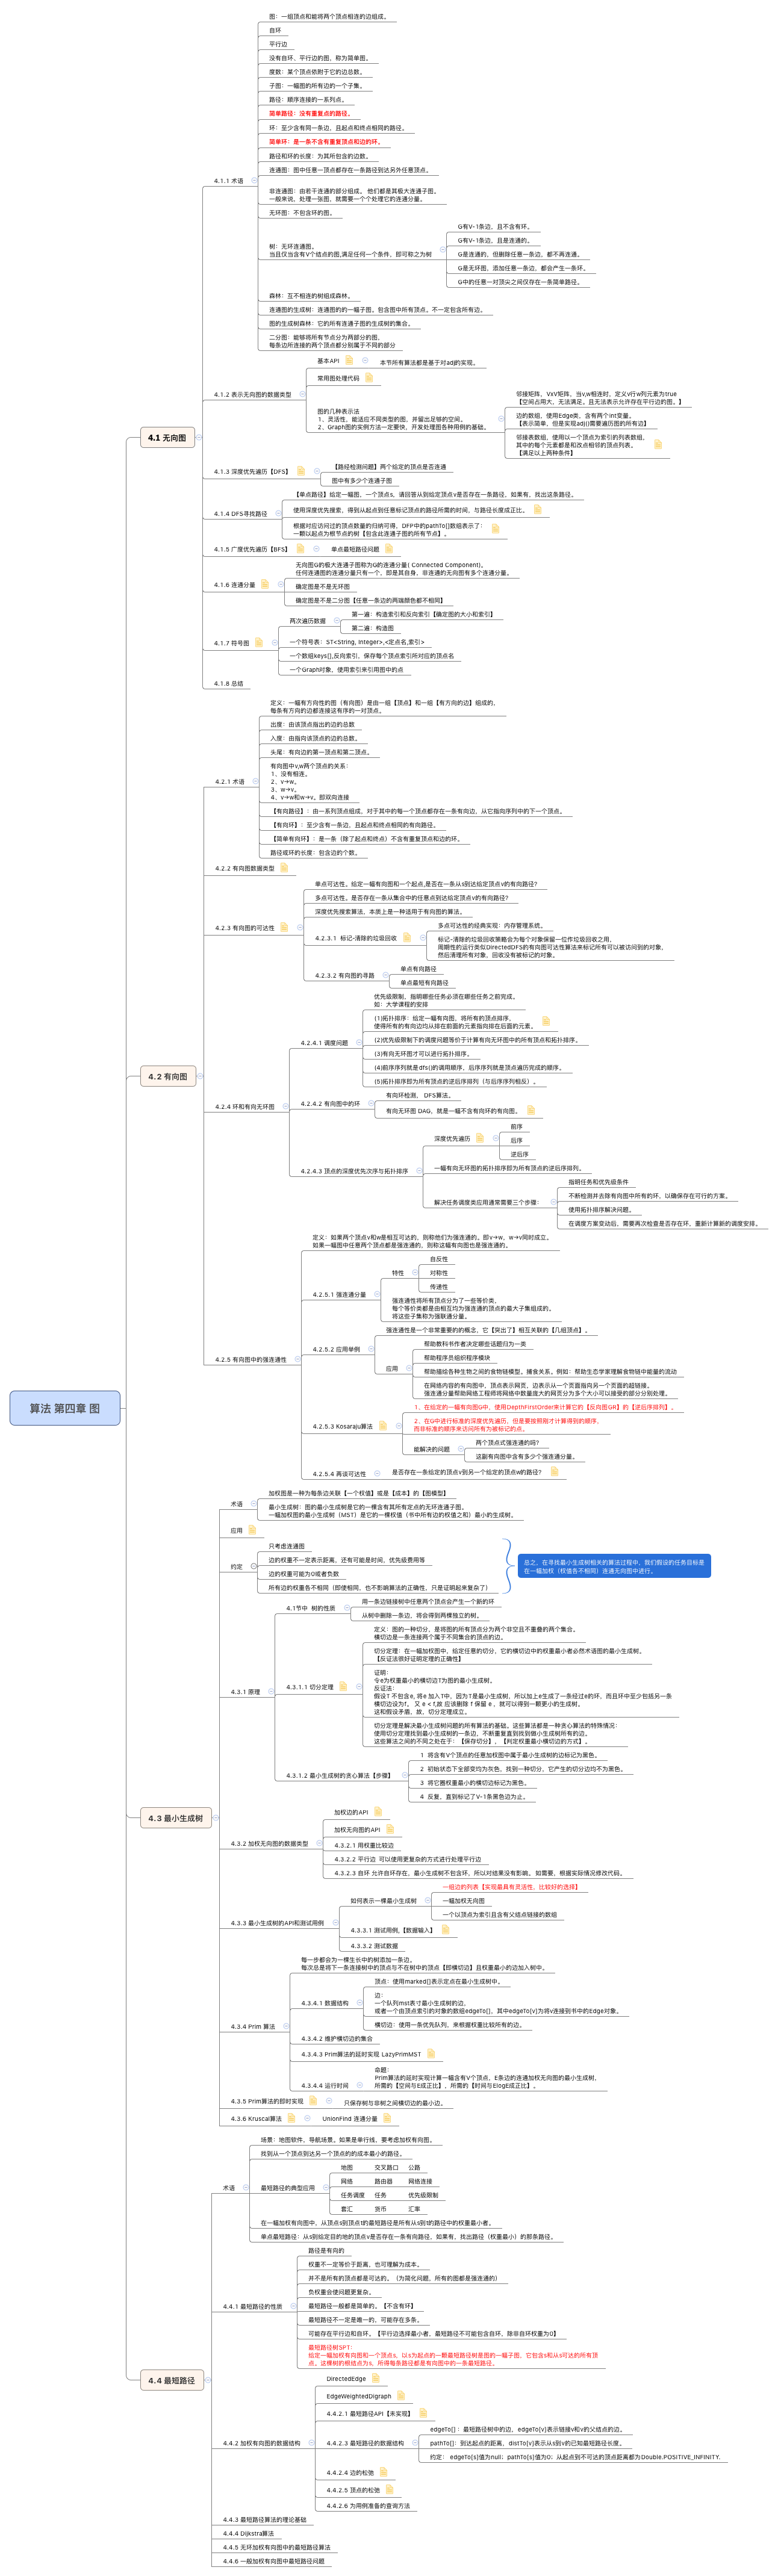 算法 第四章 图
4.1 无向图
4.1.1 术语
图：一组顶点和能将两个顶点相连的边组成。
自环
平行边
没有自环、平行边的图，称为简单图。
度数：某个顶点依附于它的边总数。
子图：一幅图的所有边的一个子集。
路径：顺序连接的一系列点。
简单路径：没有重复点的路径。
环：至少含有同一条边，且起点和终点相同的路径。
简单环：是一条不含有重复顶点和边的环。
路径和环的长度：为其所包含的边数。
连通图：图中任意一顶点都存在一条路径到达另外任意顶点。
非连通图：由若干连通的部分组成。 他们都是其极大连通子图。
一般来说，处理一张图，就需要一个个处理它的连通分量。
无环图：不包含环的图。
树：无环连通图。
当且仅当含有V个结点的图,满足任何一个条件，即可称之为树
G有V-1条边，且不含有环。
G有V-1条边，且是连通的。
G是连通的，但删除任意一条边，都不再连通。
G是无环图，添加任意一条边，都会产生一条环。
G中的任意一对顶尖之间仅存在一条简单路径。
森林：互不相连的树组成森林。
连通图的生成树：连通图的的一幅子图。包含图中所有顶点。不一定包含所有边。
图的生成树森林：它的所有连通子图的生成树的集合。
二分图：能够将所有节点分为两部分的图，
每条边所连接的两个顶点都分别属于不同的部分
4.1.2 表示无向图的数据类型
基本API
本节所有算法都是基于对adj的实现。
常用图处理代码
图的几种表示法
1、灵活性，能适应不同类型的图，并留出足够的空间。
2、Graph图的实例方法一定要快，开发处理图各种用例的基础。
邻接矩阵，VxV矩阵，当v,w相连时，定义v行w列元素为true
【空间占用大，无法满足。且无法表示允许存在平行边的图。】
边的数组，使用Edge类，含有两个int变量。
【表示简单，但是实现adj()需要遍历图的所有边】
邻接表数组，使用以一个顶点为索引的列表数组，
其中的每个元素都是和改点相邻的顶点列表。
【满足以上两种条件】
4.1.3 深度优先遍历【DFS】
【路径检测问题】两个给定的顶点是否连通
图中有多少个连通子图
4.1.4 DFS寻找路径
【单点路径】给定一幅图，一个顶点s，请回答从到给定顶点v是否存在一条路径，如果有，找出这条路径。
使用深度优先搜索，得到从起点到任意标记顶点的路径所需的时间，与路径长度成正比。
根据对应访问过的顶点数量的归纳可得，DFP中的pathTo[]数组表示了：
一颗以起点为根节点的树【包含此连通子图的所有节点】。
4.1.5 广度优先遍历【BFS】
单点最短路径问题
4.1.6 连通分量
无向图G的极大连通子图称为G的连通分量( Connected Component)。
任何连通图的连通分量只有一个，即是其自身，非连通的无向图有多个连通分量。
确定图是不是无环图
确定图是不是二分图【任意一条边的两端颜色都不相同】
4.1.7 符号图
两次遍历数据
第一遍：构造索引和反向索引【确定图的大小和索引】
第二遍：构造图
一个符号表：ST<String, Integer>,<定点名,索引>
一个数组keys[],反向索引，保存每个顶点索引所对应的顶点名
一个Graph对象，使用索引来引用图中的点
4.1.8 总结
4.2 有向图
4.2.1 术语
定义：一幅有方向性的图（有向图）是由一组【顶点】和一组【有方向的边】组成的，
每条有方向的边都连接这有序的一对顶点。
出度：由该顶点指出的边的总数
入度：由指向该顶点的边的总数。
头尾：有向边的第一顶点和第二顶点。
有向图中v,w两个顶点的关系：
1、没有相连。
2、v→w。
3、w→v。
4、v→w和w→v。即双向连接
【有向路径】：由一系列顶点组成，对于其中的每一个顶点都存在一条有向边，从它指向序列中的下一个顶点。
【有向环】：至少含有一条边，且起点和终点相同的有向路径。
【简单有向环】：是一条（除了起点和终点）不含有重复顶点和边的环。
路径或环的长度：包含边的个数。
4.2.2 有向图数据类型
4.2.3 有向图的可达性
单点可达性。给定一幅有向图和一个起点,是否在一条从s到达给定顶点v的有向路径?
多点可达性。是否存在一条从集合中的任意点到达给定顶点v的有向路径?
深度优先搜索算法，本质上是一种适用于有向图的算法。
4.2.3.1 标记-清除的垃圾回收
多点可达性的经典实现：内存管理系统。
标记-清除的垃圾回收策略会为每个对象保留一位作垃圾回收之用，
周期性的运行类似DirectedDFS的有向图可达性算法来标记所有可以被访问到的对象，
然后清理所有对象，回收没有被标记的对象。
4.2.3.2 有向图的寻路
单点有向路径
单点最短有向路径
4.2.4 环和有向无环图
4.2.4.1 调度问题
优先级限制，指明哪些任务必须在哪些任务之前完成。
如：大学课程的安排
(1)拓扑排序：给定一幅有向图，将所有的顶点排序，
使得所有的有向边均从排在前面的元素指向排在后面的元素。
(2)优先级限制下的调度问题等价于计算有向无环图中的所有顶点和拓扑排序。
(3)有向无环图才可以进行拓扑排序。
(4)前序序列就是dfs()的调用顺序，后序序列就是顶点遍历完成的顺序。
(5)拓扑排序即为所有顶点的逆后序排列（与后序序列相反）。
4.2.4.2 有向图中的环
有向环检测， DFS算法。
有向无环图 DAG，就是一幅不含有向环的有向图。
4.2.4.3 顶点的深度优先次序与拓扑排序
深度优先遍历
前序
后序
逆后序
一幅有向无环图的拓扑排序即为所有顶点的逆后序排列。
解决任务调度类应用通常需要三个步骤：
指明任务和优先级条件
不断检测并去除有向图中所有的环，以确保存在可行的方案。
使用拓扑排序解决问题。
在调度方案变动后，需要再次检查是否存在环，重新计算新的调度安排。
4.2.5 有向图中的强连通性
4.2.5.1 强连通分量
定义：如果两个顶点v和w是相互可达的，则称他们为强连通的。即v→w，w→v同时成立。
如果一幅图中任意两个顶点都是强连通的，则称这幅有向图也是强连通的。
特性
自反性
对称性
传递性
强连通性将所有顶点分为了一些等价类，
每个等价类都是由相互均为强连通的顶点的最大子集组成的。
将这些子集称为强联通分量。
4.2.5.2 应用举例
强连通性是一个非常重要的的概念，它【突出了】相互关联的【几组顶点】。
应用
帮助教科书作者决定哪些话题归为一类
帮助程序员组织程序模块
帮助描绘各种生物之间的食物链模型。捕食关系。例如：帮助生态学家理解食物链中能量的流动
在网络内容的有向图中，顶点表示网页，边表示从一个页面指向另一个页面的超链接。
强连通分量帮助网络工程师将网络中数量庞大的网页分为多个大小可以接受的部分分别处理。
4.2.5.3 Kosaraju算法
1、在给定的一幅有向图G中，使用DepthFirstOrder来计算它的【反向图GR】的【逆后序排列】。
2、在G中进行标准的深度优先遍历，但是要按照刚才计算得到的顺序，
而非标准的顺序来访问所有为被标记的点。
能解决的问题
两个顶点式强连通的吗?
这副有向图中含有多少个强连通分量。
4.2.5.4 再谈可达性
是否存在一条给定的顶点v到另一个给定的顶点w的路径?
4.3 最小生成树
术语
加权图是一种为每条边关联【一个权值】或是【成本】的【图模型】
最小生成树：图的最小生成树是它的一棵含有其所有定点的无环连通子图。
一幅加权图的最小生成树（MST）是它的一棵权值（书中所有边的权值之和）最小的生成树。
应用
约定
只考虑连通图
边的权重不一定表示距离，还有可能是时间，优先级费用等
边的权重可能为0或者负数
所有边的权重各不相同（即使相同，也不影响算法的正确性，只是证明起来复杂了）
总之，在寻找最小生成树相关的算法过程中，我们假设的任务目标是
在一幅加权（权值各不相同）连通无向图中进行。
4.3.1 原理
4.1节中 树的性质
用一条边链接树中任意两个顶点会产生一个新的环
从树中删除一条边，将会得到两棵独立的树。
4.3.1.1 切分定理
定义：图的一种切分，是将图的所有顶点分为两个非空且不重叠的两个集合。
横切边是一条连接两个属于不同集合的顶点的边。
切分定理：在一幅加权图中，给定任意的切分，它的横切边中的权重最小者必然术语图的最小生成树。
【反证法很好证明定理的正确性】
证明：
令e为权重最小的横切边T为图的最小生成树。
反证法：
假设T 不包含e, 将e 加入T中，因为T是最小生成树，所以加上e生成了一条经过e的环，而且环中至少包括另一条
横切边设为f。 又 e < f,故 应该删除 f 保留 e ，就可以得到一颗更小的生成树。
这和假设矛盾，故，切分定理成立。
切分定理是解决最小生成树问题的所有算法的基础。这些算法都是一种贪心算法的特殊情况：
使用切分定理找到最小生成树的一条边，不断重复直到找到做小生成树所有的边。
这些算法之间的不同之处在于：【保存切分】，【判定权重最小横切边的方式】。
4.3.1.2 最小生成树的贪心算法【步骤】
1 将含有V个顶点的任意加权图中属于最小生成树的边标记为黑色。
2 初始状态下全部变均为灰色，找到一种切分，它产生的切分边均不为黑色。
3 将它圈权重最小的横切边标记为黑色。
4 反复，直到标记了V-1条黑色边为止。
4.3.2 加权无向图的数据类型
加权边的API
加权无向图的API
4.3.2.1 用权重比较边
4.3.2.2 平行边 可以使用更复杂的方式进行处理平行边
4.3.2.3 自环 允许自环存在，最小生成树不包含环，所以对结果没有影响。 如需要，根据实际情况修改代码。
4.3.3 最小生成树的API和测试用例
如何表示一棵最小生成树
一组边的列表【实现最具有灵活性，比较好的选择】
一幅加权无向图
一个以顶点为索引且含有父结点链接的数组
4.3.3.1 测试用例,【数据输入】
4.3.3.2 测试数据
4.3.4 Prim 算法
每一步都会为一棵生长中的树添加一条边。
每次总是将下一条连接树中的顶点与不在树中的顶点【即横切边】且权重最小的边加入树中。
4.3.4.1 数据结构
顶点：使用marked[]表示定点在最小生成树中。
边：
一个队列mst表寸最小生成树的边，
或者一个由顶点索引的对象的数组edgeTo[]，其中edgeTo[v]为将v连接到书中的Edge对象。
横切边：使用一条优先队列。来根据权重比较所有的边。
4.3.4.2 维护横切边的集合
4.3.4.3 Prim算法的延时实现 LazyPrimMST
4.3.4.4 运行时间
命题：
Prim算法的延时实现计算一幅含有V个顶点，E条边的连通加权无向图的最小生成树，
所需的【空间与E成正比】，所需的【时间与ElogE成正比】。
4.3.5 Prim算法的即时实现
只保存树与非树之间横切边的最小边。
4.3.6 Kruscal算法
UnionFind 连通分量
4.4 最短路径
术语
场景：地图软件，导航场景。如果是单行线，要考虑加权有向图。
找到从一个顶点到达另一个顶点的的成本最小的路径。
最短路径的典型应用
地图 交叉路口 公路
网络 路由器 网络连接
任务调度 任务 优先级限制
套汇 货币 汇率
在一幅加权有向图中，从顶点s到顶点t的最短路径是所有从s到t的路径中的权重最小者。
单点最短路径：从s到给定目的地的顶点v是否存在一条有向路径，如果有，找出路径（权重最小）的那条路径。
4.4.1 最短路径的性质
路径是有向的
权重不一定等价于距离，也可理解为成本。
并不是所有的顶点都是可达的。（为简化问题，所有的图都是强连通的）
负权重会使问题更复杂。
最短路径一般都是简单的。【不含有环】
最短路径不一定是唯一的，可能存在多条。
可能存在平行边和自环。【平行边选择最小者，最短路径不可能包含自环，除非自环权重为0】
最短路径树SPT：
给定一幅加权有向图和一个顶点s，以s为起点的一颗最短路径树是图的一幅子图，它包含s和从s可达的所有顶
点。这棵树的根结点为s，所得每条路径都是有向图中的一条最短路径。
4.4.2 加权有向图的数据结构
DirectedEdge
EdgeWeightedDigraph
4.4.2.1 最短路径API【未实现】
4.4.2.3 最短路径的数据结构
edgeTo[] ：最短路径树中的边，edgeTo[v]表示链接v和v的父结点的边。
pathTo[]：到达起点的距离，distTo[v]表示从s到v的已知最短路径长度。
约定： edgeTo[s]值为null；pathTo[s]值为0；从起点到不可达的顶点距离都为Double.POSITIVE_INFINITY.
4.4.2.4 边的松弛
4.4.2.5 顶点的松弛
4.4.2.6 为用例准备的查询方法
4.4.3 最短路径算法的理论基础
4.4.4 Dijkstra算法
4.4.5 无环加权有向图中的最短路径算法
4.4.6 一般加权有向图中最短路径问题